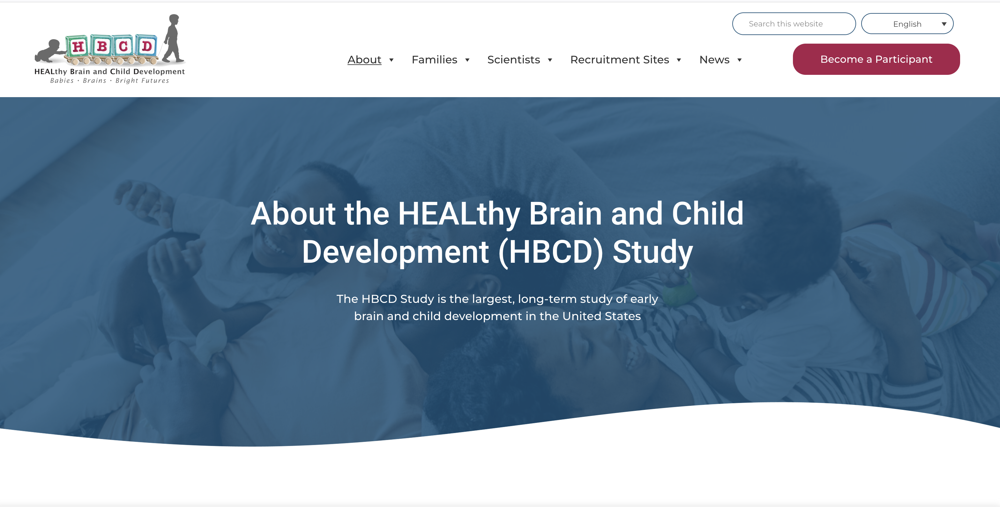 H B C D
HEALthy Brain and Child Development
Babies · Brains · Bright Futures
Search this website
English
About
Families
Scientists
Recruitment Sites
News
Become a Participant
About the HEALthy Brain and Child
Development (HBCD) Study
The HBCD Study is the largest, long-term study of early
brain and child development in the United States